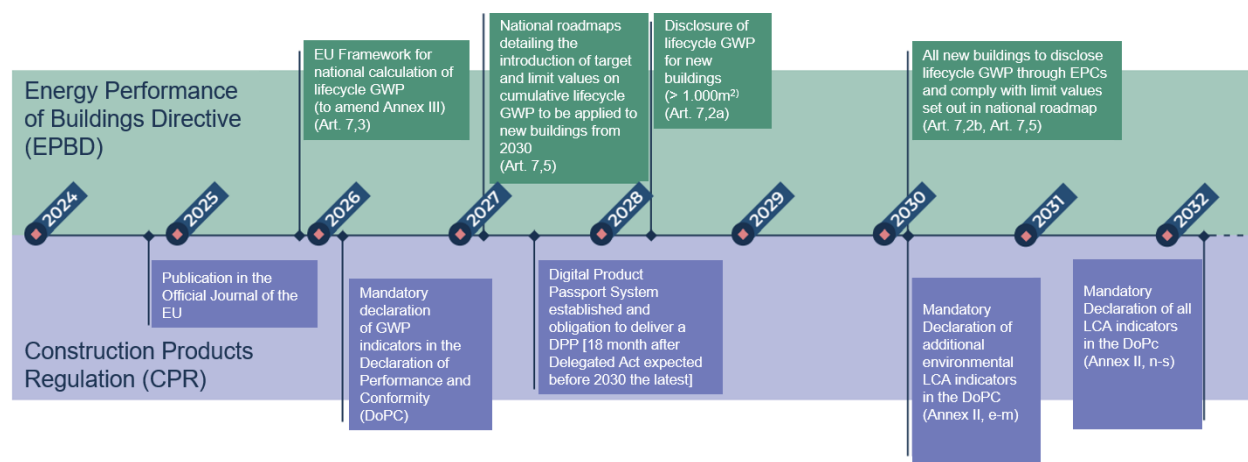 Energy Performance
of Buildings Directive
(EPBD)
EU Framework for
national calculation of
lifecycle GWP
(to amend Annex III)
(Art. 7,3)
National roadmaps
detailing the
introduction of target
and limit values on
cumulative lifecycle
GWP to be applied to
new buildings from
2030
(Art. 7,5)
Disclosure of
lifecycle GWP
for new
buildings
(> 1.000m²⁾
(Art. 7,2a)
All new buildings to disclose
lifecycle GWP through EPCs
and comply with limit values
set out in national roadmap
(Art. 7,2b, Art. 7,5)
2024
2025
2026
2027
2028
2029
2030
2031
2032
Construction Products
Regulation (CPR)
Publication in the
Official Journal of the
EU
Mandatory
declaration
of GWP
indicators in the
Declaration of
Performance and
Conformity
(DoPC)
Digital Product
Passport System
established and
obligation to deliver a
DPP [18 month after
Delegated Act expected
before 2030 the latest]
Mandatory
Declaration of
additional
environmental
LCA indicators
in the DoPC
(Annex II, e-m)
Mandatory
Declaration of all
LCA indicators
in the DoPc
(Annex II, n-s)